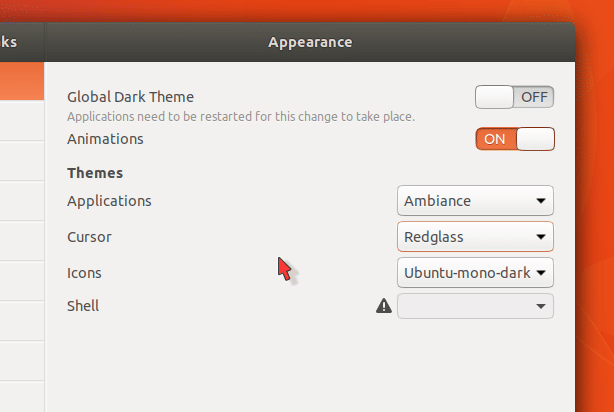 ks
Appearance
Global Dark Theme OFF
Applications need to be restarted for this change to take place.
Animations ON
Themes
Applications Ambiance
Cursor Redglass
Icons Ubuntu-mono-dark
Shell